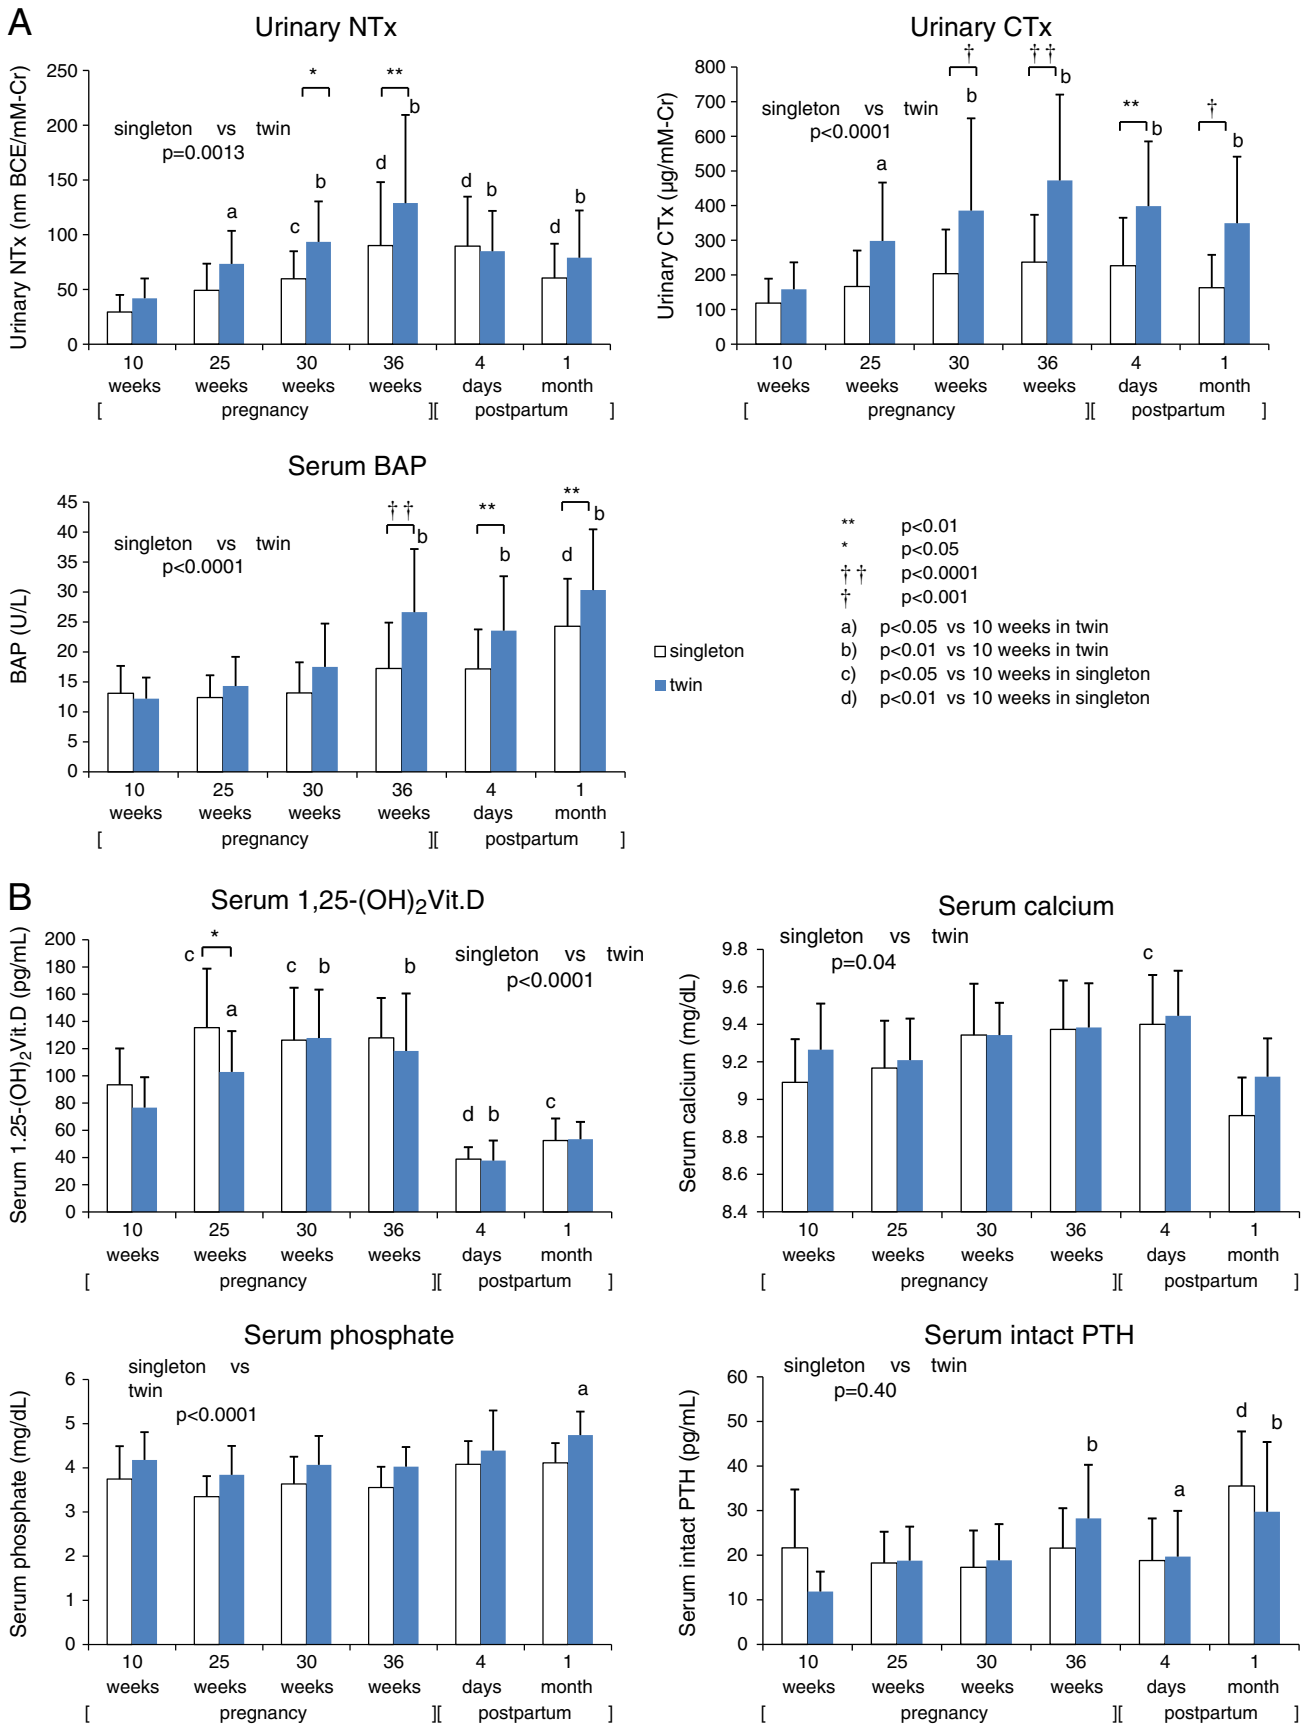 A
Urinary NTx
Urinary NTx (nm BCE/mM-Cr)
250
200
150
100
50
0
singleton vs twin
p=0.0013
a
c
b
*
d
b
**
d
b
d
b
10 25 30 36 4 1
weeks weeks weeks weeks days month
[ pregnancy ][ postpartum ]
Urinary CTx
Urinary CTx (µg/mM-Cr)
800
700
600
500
400
300
200
100
0
singleton vs twin
p<0.0001
a
†
b
† †
b
**
b
†
b
10 25 30 36 4 1
weeks weeks weeks weeks days month
[ pregnancy ][ postpartum ]
Serum BAP
BAP (U/L)
45
40
35
30
25
20
15
10
5
0
singleton vs twin
p<0.0001
† †
b
**
b
**
d
b
10 25 30 36 4 1
weeks weeks weeks weeks days month
[ pregnancy ][ postpartum ]
singleton
twin
** p<0.01
* p<0.05
† † p<0.0001
† p<0.001
a) p<0.05 vs 10 weeks in twin
b) p<0.01 vs 10 weeks in twin
c) p<0.05 vs 10 weeks in singleton
d) p<0.01 vs 10 weeks in singleton
B
Serum 1,25-(OH)2Vit.D
Serum 1.25-(OH)2Vit.D (pg/mL)
200
180
160
140
120
100
80
60
40
20
0
singleton vs twin
p<0.0001
c
*
a
c
b
b
d
b
c
10 25 30 36 4 1
weeks weeks weeks weeks days month
[ pregnancy ][ postpartum ]
Serum calcium
Serum calcium (mg/dL)
9.8
9.6
9.4
9.2
9
8.8
8.6
8.4
singleton vs twin
p=0.04
c
10 25 30 36 4 1
weeks weeks weeks weeks days month
[ pregnancy ][ postpartum ]
Serum phosphate
Serum phosphate (mg/dL)
6
5
4
3
2
1
0
singleton vs
twin
p<0.0001
a
10 25 30 36 4 1
weeks weeks weeks weeks days month
[ pregnancy ][ postpartum ]
Serum intact PTH
Serum intact PTH (pg/mL)
60
50
40
30
20
10
0
singleton vs twin
p=0.40
b
a
d
b
10 25 30 36 4 1
weeks weeks weeks weeks days month
[ pregnancy ][ postpartum ]